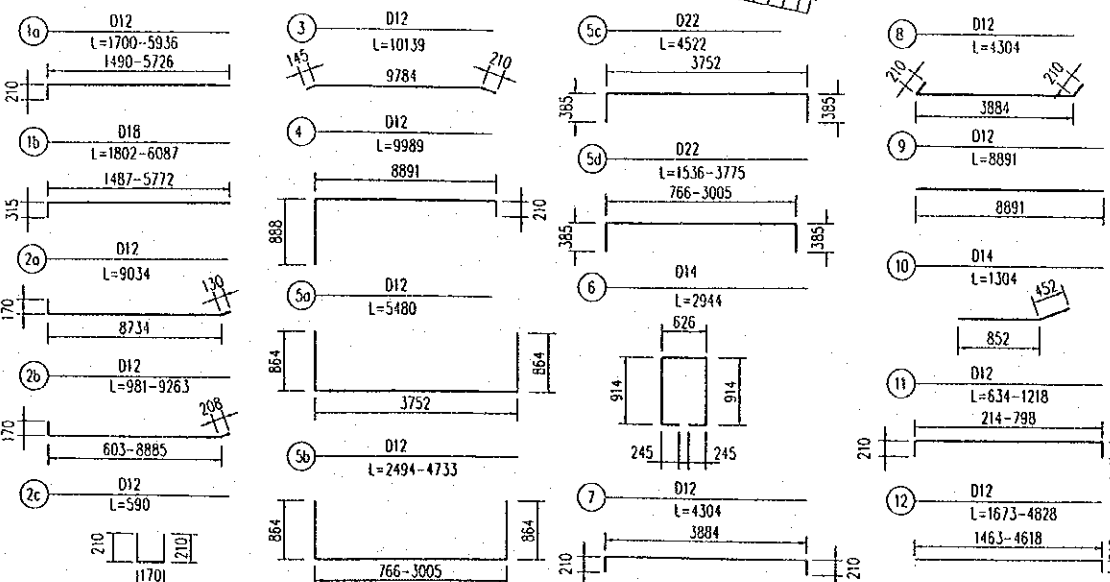 1a
D12
L=1700-5936
1490-5726
210
1b
D18
L=1802-6087
1487-5772
315
2a
D12
L=9034
130
170
8734
2b
D12
L=981-9263
208
170
603-8885
2c
D12
L=590
210
210
170
3
D12
L=10139
145
9784
210
4
D12
L=9989
8891
888
210
5a
D12
L=5480
864
864
3752
5b
D12
L=2494-4733
864
864
766-3005
5c
D22
L=4522
3752
385
385
5d
D22
L=1536-3775
766-3005
385
385
6
D14
L=2944
626
914
914
245
245
7
D12
L=4304
3884
210
210
8
D12
L=4304
210
210
3884
9
D12
L=8891
8891
10
D14
L=1304
452
852
11
D12
L=634-1218
214-798
210
12
D12
L=1673-4828
1463-4618